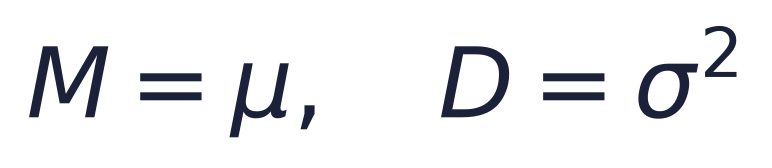 M = μ, D = σ²